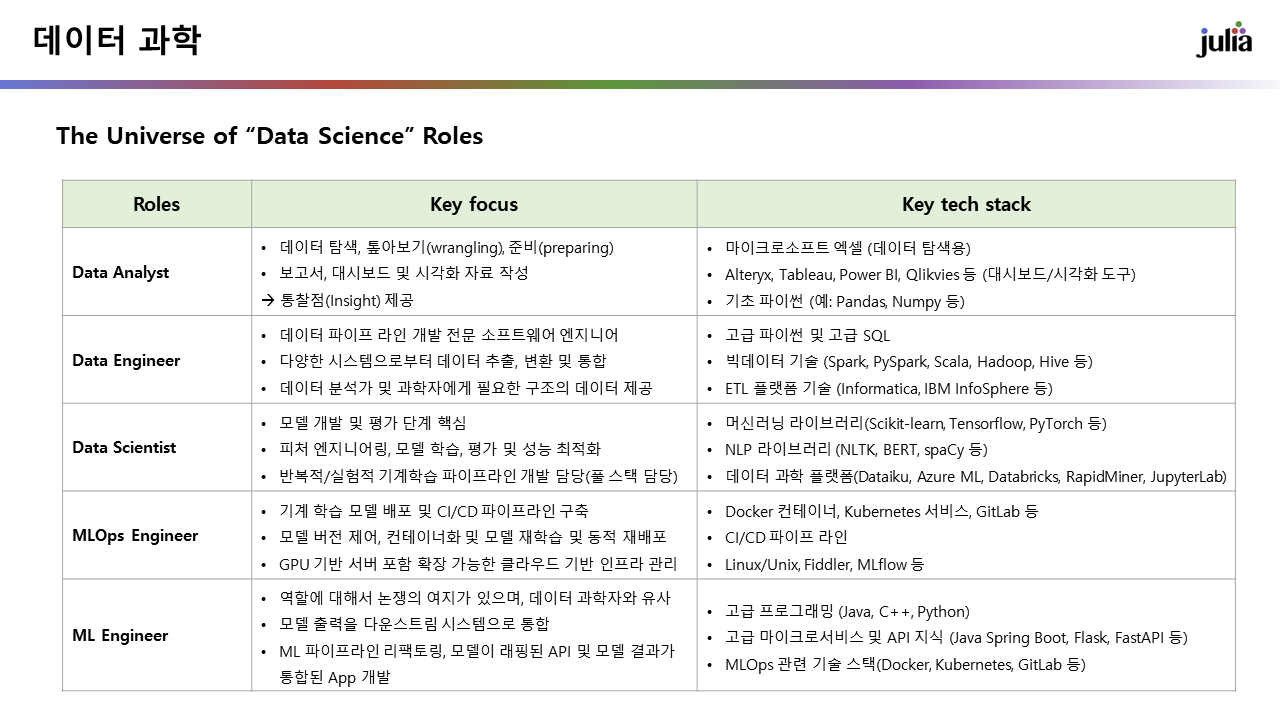 데이터 과학
julia
The Universe of “Data Science” Roles
Roles
Key focus
Key tech stack
Data Analyst
• 데이터 탐색, 톺아보기(wrangling), 준비(preparing)
• 보고서, 대시보드 및 시각화 자료 작성
→ 통찰점(Insight) 제공
• 마이크로소프트 엑셀 (데이터 탐색용)
• Alteryx, Tableau, Power BI, Qlikvies 등 (대시보드/시각화 도구)
• 기초 파이썬 (예: Pandas, Numpy 등)
Data Engineer
• 데이터 파이프 라인 개발 전문 소프트웨어 엔지니어
• 다양한 시스템으로부터 데이터 추출, 변환 및 통합
• 데이터 분석가 및 과학자에게 필요한 구조의 데이터 제공
• 고급 파이썬 및 고급 SQL
• 빅데이터 기술 (Spark, PySpark, Scala, Hadoop, Hive 등)
• ETL 플랫폼 기술 (Informatica, IBM InfoSphere 등)
Data Scientist
• 모델 개발 및 평가 단계 핵심
• 피처 엔지니어링, 모델 학습, 평가 및 성능 최적화
• 반복적/실험적 기계학습 파이프라인 개발 담당(풀 스택 담당)
• 머신러닝 라이브러리(Scikit-learn, Tensorflow, PyTorch 등)
• NLP 라이브러리 (NLTK, BERT, spaCy 등)
• 데이터 과학 플랫폼(Dataiku, Azure ML, Databricks, RapidMiner, JupyterLab)
MLOps Engineer
• 기계 학습 모델 배포 및 CI/CD 파이프라인 구축
• 모델 버전 제어, 컨테이너화 및 모델 재학습 및 동적 재배포
• GPU 기반 서버 포함 확장 가능한 클라우드 기반 인프라 관리
• Docker 컨테이너, Kubernetes 서비스, GitLab 등
• CI/CD 파이프 라인
• Linux/Unix, Fiddler, MLflow 등
ML Engineer
• 역할에 대해서 논쟁의 여지가 있으며, 데이터 과학자와 유사
• 모델 출력을 다운스트림 시스템으로 통합
• ML 파이프라인 리팩토링, 모델이 래핑된 API 및 모델 결과가
통합된 App 개발
• 고급 프로그래밍 (Java, C++, Python)
• 고급 마이크로서비스 및 API 지식 (Java Spring Boot, Flask, FastAPI 등)
• MLOps 관련 기술 스택(Docker, Kubernetes, GitLab 등)